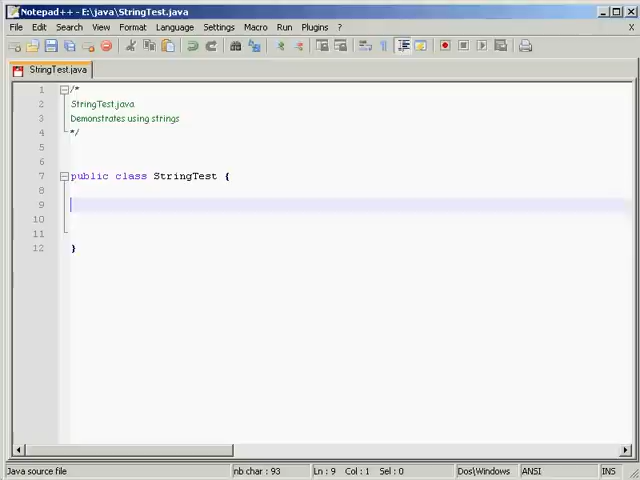 Notepad++ - E:\java\StringTest.java
File Edit Search View Format Language Settings Macro Run Plugins ? X
StringTest.java
1 /*
2 StringTest.java
3 Demonstrates using strings
4 */
5
6
7 public class StringTest {
8
9
10
11
12 }
Java source file nb char : 93 Ln : 9 Col : 1 Sel : 0 Dos\Windows ANSI INS